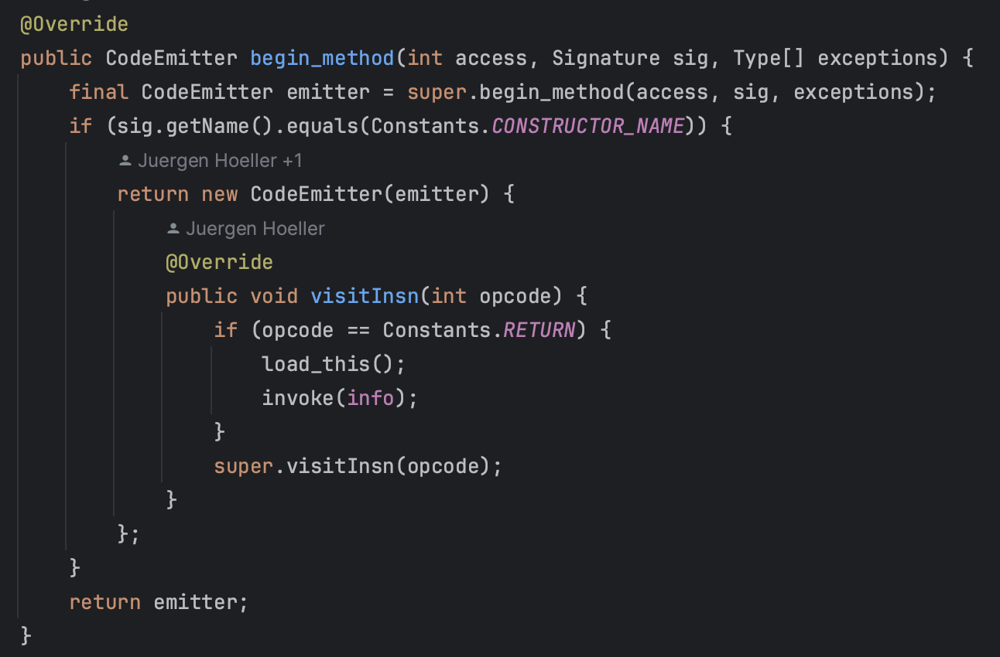 @Override
public CodeEmitter begin_method(int access, Signature sig, Type[] exceptions) {
    final CodeEmitter emitter = super.begin_method(access, sig, exceptions);
    if (sig.getName().equals(Constants.CONSTRUCTOR_NAME)) {
        Juergen Hoeller +1
        return new CodeEmitter(emitter) {
            Juergen Hoeller
            @Override
            public void visitInsn(int opcode) {
                if (opcode == Constants.RETURN) {
                    load_this();
                    invoke(info);
                }
                super.visitInsn(opcode);
            }
        };
    }
    return emitter;
}